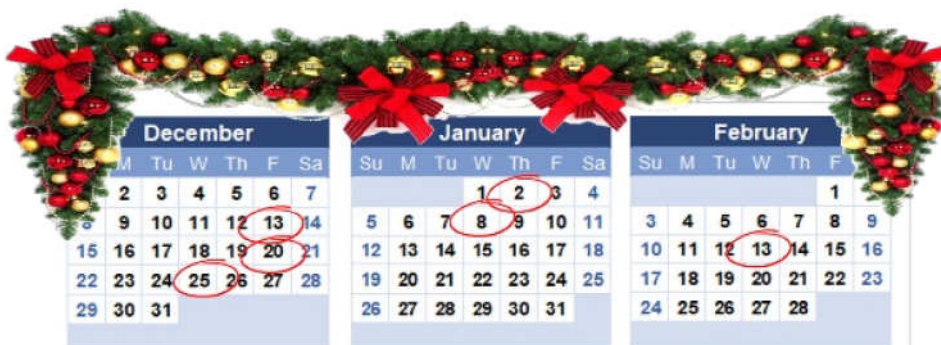 December
M Tu W Th F Sa
2 3 4 5 6 7
8 9 10 11 12 13 14
15 16 17 18 19 20 21
22 23 24 25 26 27 28
29 30 31
January
Su M Tu W Th F Sa
1 2 3 4
5 6 7 8 9 10 11
12 13 14 15 16 17 18
19 20 21 22 23 24 25
26 27 28 29 30 31
February
Su M Tu W Th F
1
3 4 5 6 7 8 9
10 11 12 13 14 15 16
17 18 19 20 21 22 23
24 25 26 27 28